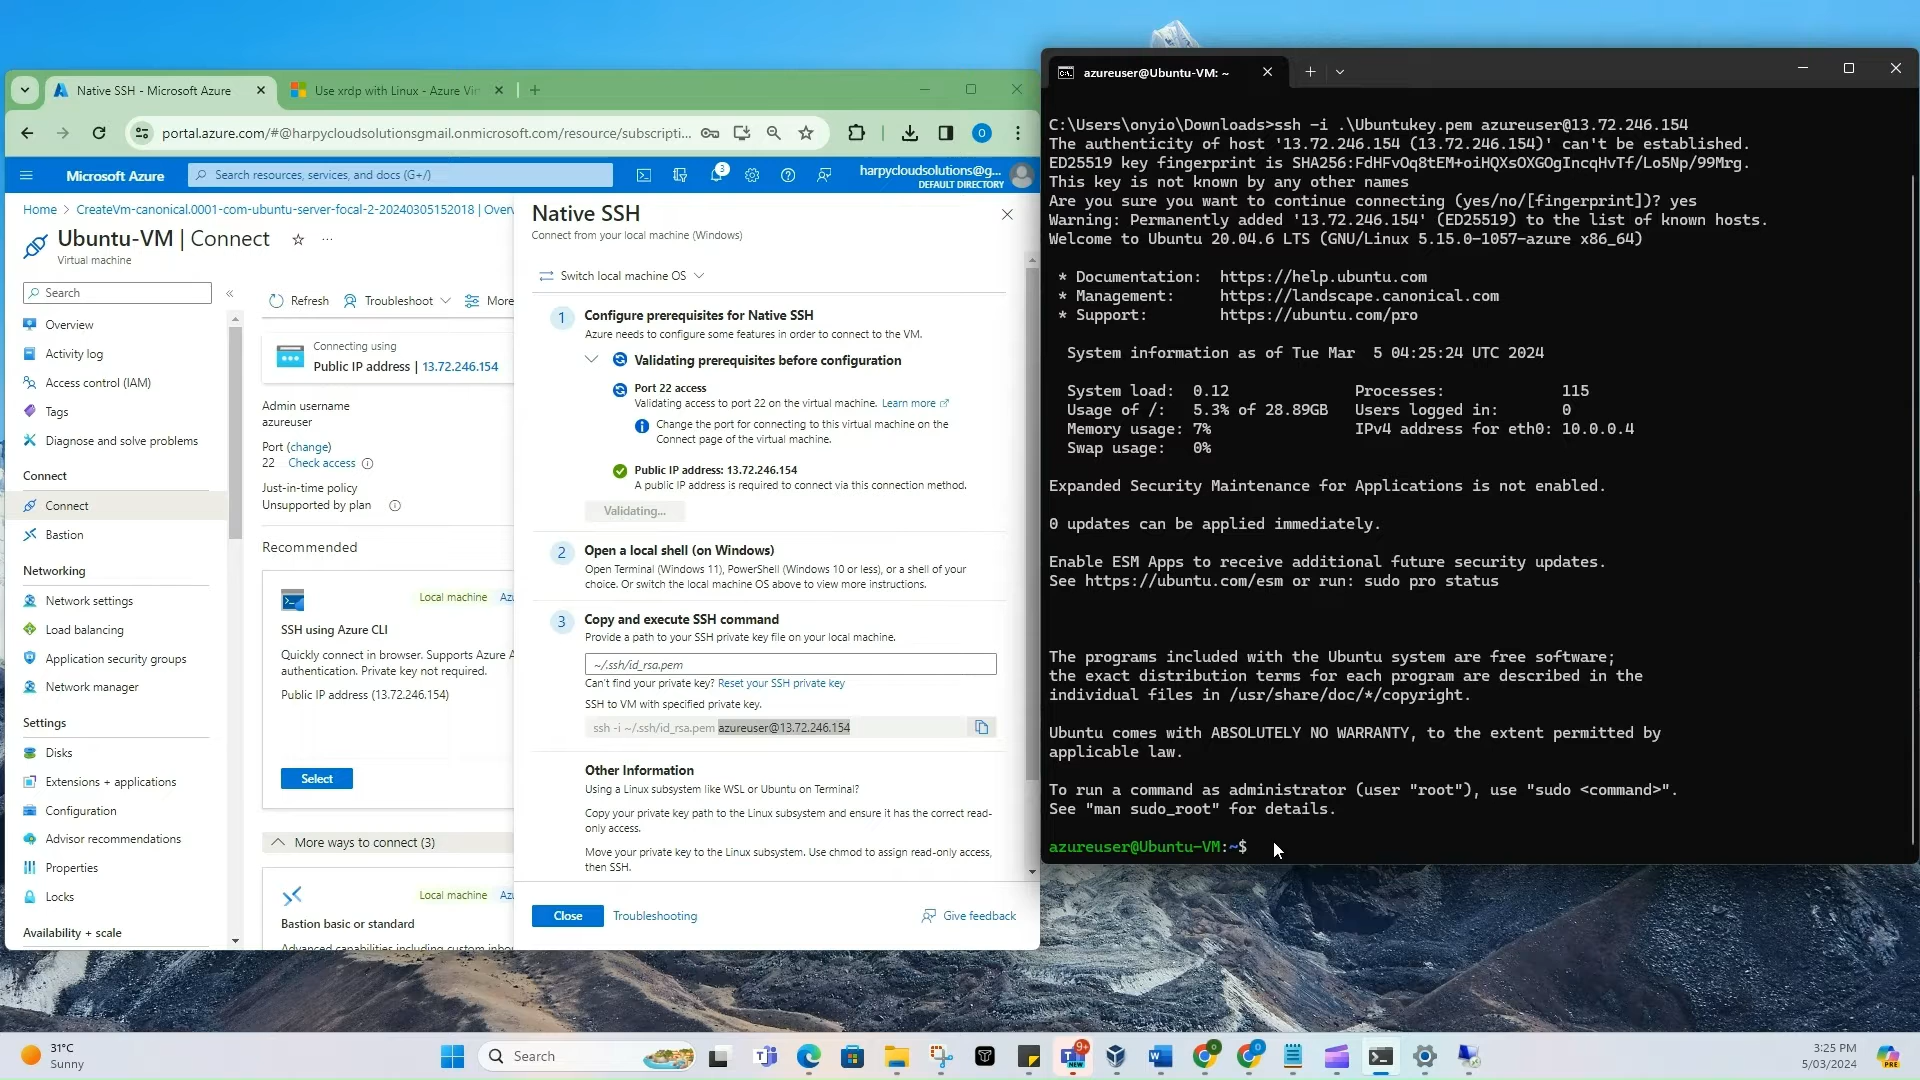 Native SSH - Microsoft Azure
Use xrdp with Linux - Azure Vir
portal.azure.com/#@harpycloudsolutionsgmail.onmicrosoft.com/resource/subscripti...
O
Microsoft Azure
Search resources, services, and docs (G+/)
3
harpycloudsolutions@g...
DEFAULT DIRECTORY
Home > CreateVm-canonical.0001-com-ubuntu-server-focal-2-20240305152018 | Overv
Ubuntu-VM | Connect
Virtual machine
Search
Overview
Activity log
Access control (IAM)
Tags
Diagnose and solve problems
Connect
Connect
Bastion
Networking
Network settings
Load balancing
Application security groups
Network manager
Settings
Disks
Extensions + applications
Configuration
Advisor recommendations
Properties
Locks
Availability + scale
Refresh
Troubleshoot
More
Connecting using
Public IP address | 13.72.246.154
Admin username
azureuser
Port (change)
22 Check access
Just-in-time policy
Unsupported by plan
Recommended
Local machine Azu
SSH using Azure CLI
Quickly connect in browser. Supports Azure A
authentication. Private key not required.
Public IP address (13.72.246.154)
Select
More ways to connect (3)
Local machine Azu
Bastion basic or standard
Advanced capabilities including custom inbou
Native SSH
Connect from your local machine (Windows)
Switch local machine OS
1 Configure prerequisites for Native SSH
Azure needs to configure some features in order to connect to the VM.
Validating prerequisites before configuration
Port 22 access
Validating access to port 22 on the virtual machine. Learn more
Change the port for connecting to this virtual machine on the
Connect page of the virtual machine.
Public IP address: 13.72.246.154
A public IP address is required to connect via this connection method.
Validating...
2 Open a local shell (on Windows)
Open Terminal (Windows 11), PowerShell (Windows 10 or less), or a shell of your
choice. Or switch the local machine OS above to view more instructions.
3 Copy and execute SSH command
Provide a path to your SSH private key file on your local machine.
~/.ssh/id_rsa.pem
Can't find your private key? Reset your SSH private key
SSH to VM with specified private key.
ssh -i ~/.ssh/id_rsa.pem azureuser@13.72.246.154
Other Information
Using a Linux subsystem like WSL or Ubuntu on Terminal?
Copy your private key path to the Linux subsystem and ensure it has the correct read-
only access.
Move your private key to the Linux subsystem. Use chmod to assign read-only access,
then SSH.
Close
Troubleshooting
Give feedback
azureuser@Ubuntu-VM: ~
C:\Users\onyio\Downloads>ssh -i .\Ubuntukey.pem azureuser@13.72.246.154
The authenticity of host '13.72.246.154 (13.72.246.154)' can't be established.
ED25519 key fingerprint is SHA256:FdHFvOq8tEM+oiHQXsOXGOgIncqHvTf/Lo5Np/99Mrg.
This key is not known by any other names
Are you sure you want to continue connecting (yes/no/[fingerprint])? yes
Warning: Permanently added '13.72.246.154' (ED25519) to the list of known hosts.
Welcome to Ubuntu 20.04.6 LTS (GNU/Linux 5.15.0-1057-azure x86_64)
* Documentation: https://help.ubuntu.com
* Management: https://landscape.canonical.com
* Support: https://ubuntu.com/pro
System information as of Tue Mar 5 04:25:24 UTC 2024
System load: 0.12 Processes: 115
Usage of /: 5.3% of 28.89GB Users logged in: 0
Memory usage: 7% IPv4 address for eth0: 10.0.0.4
Swap usage: 0%
Expanded Security Maintenance for Applications is not enabled.
0 updates can be applied immediately.
Enable ESM Apps to receive additional future security updates.
See https://ubuntu.com/esm or run: sudo pro status
The programs included with the Ubuntu system are free software;
the exact distribution terms for each program are described in the
individual files in /usr/share/doc/*/copyright.
Ubuntu comes with ABSOLUTELY NO WARRANTY, to the extent permitted by
applicable law.
To run a command as administrator (user "root"), use "sudo <command>".
See "man sudo_root" for details.
azureuser@Ubuntu-VM:~$
31°C
Sunny
Search
9+
NEW
3:25 PM
5/03/2024
PRE